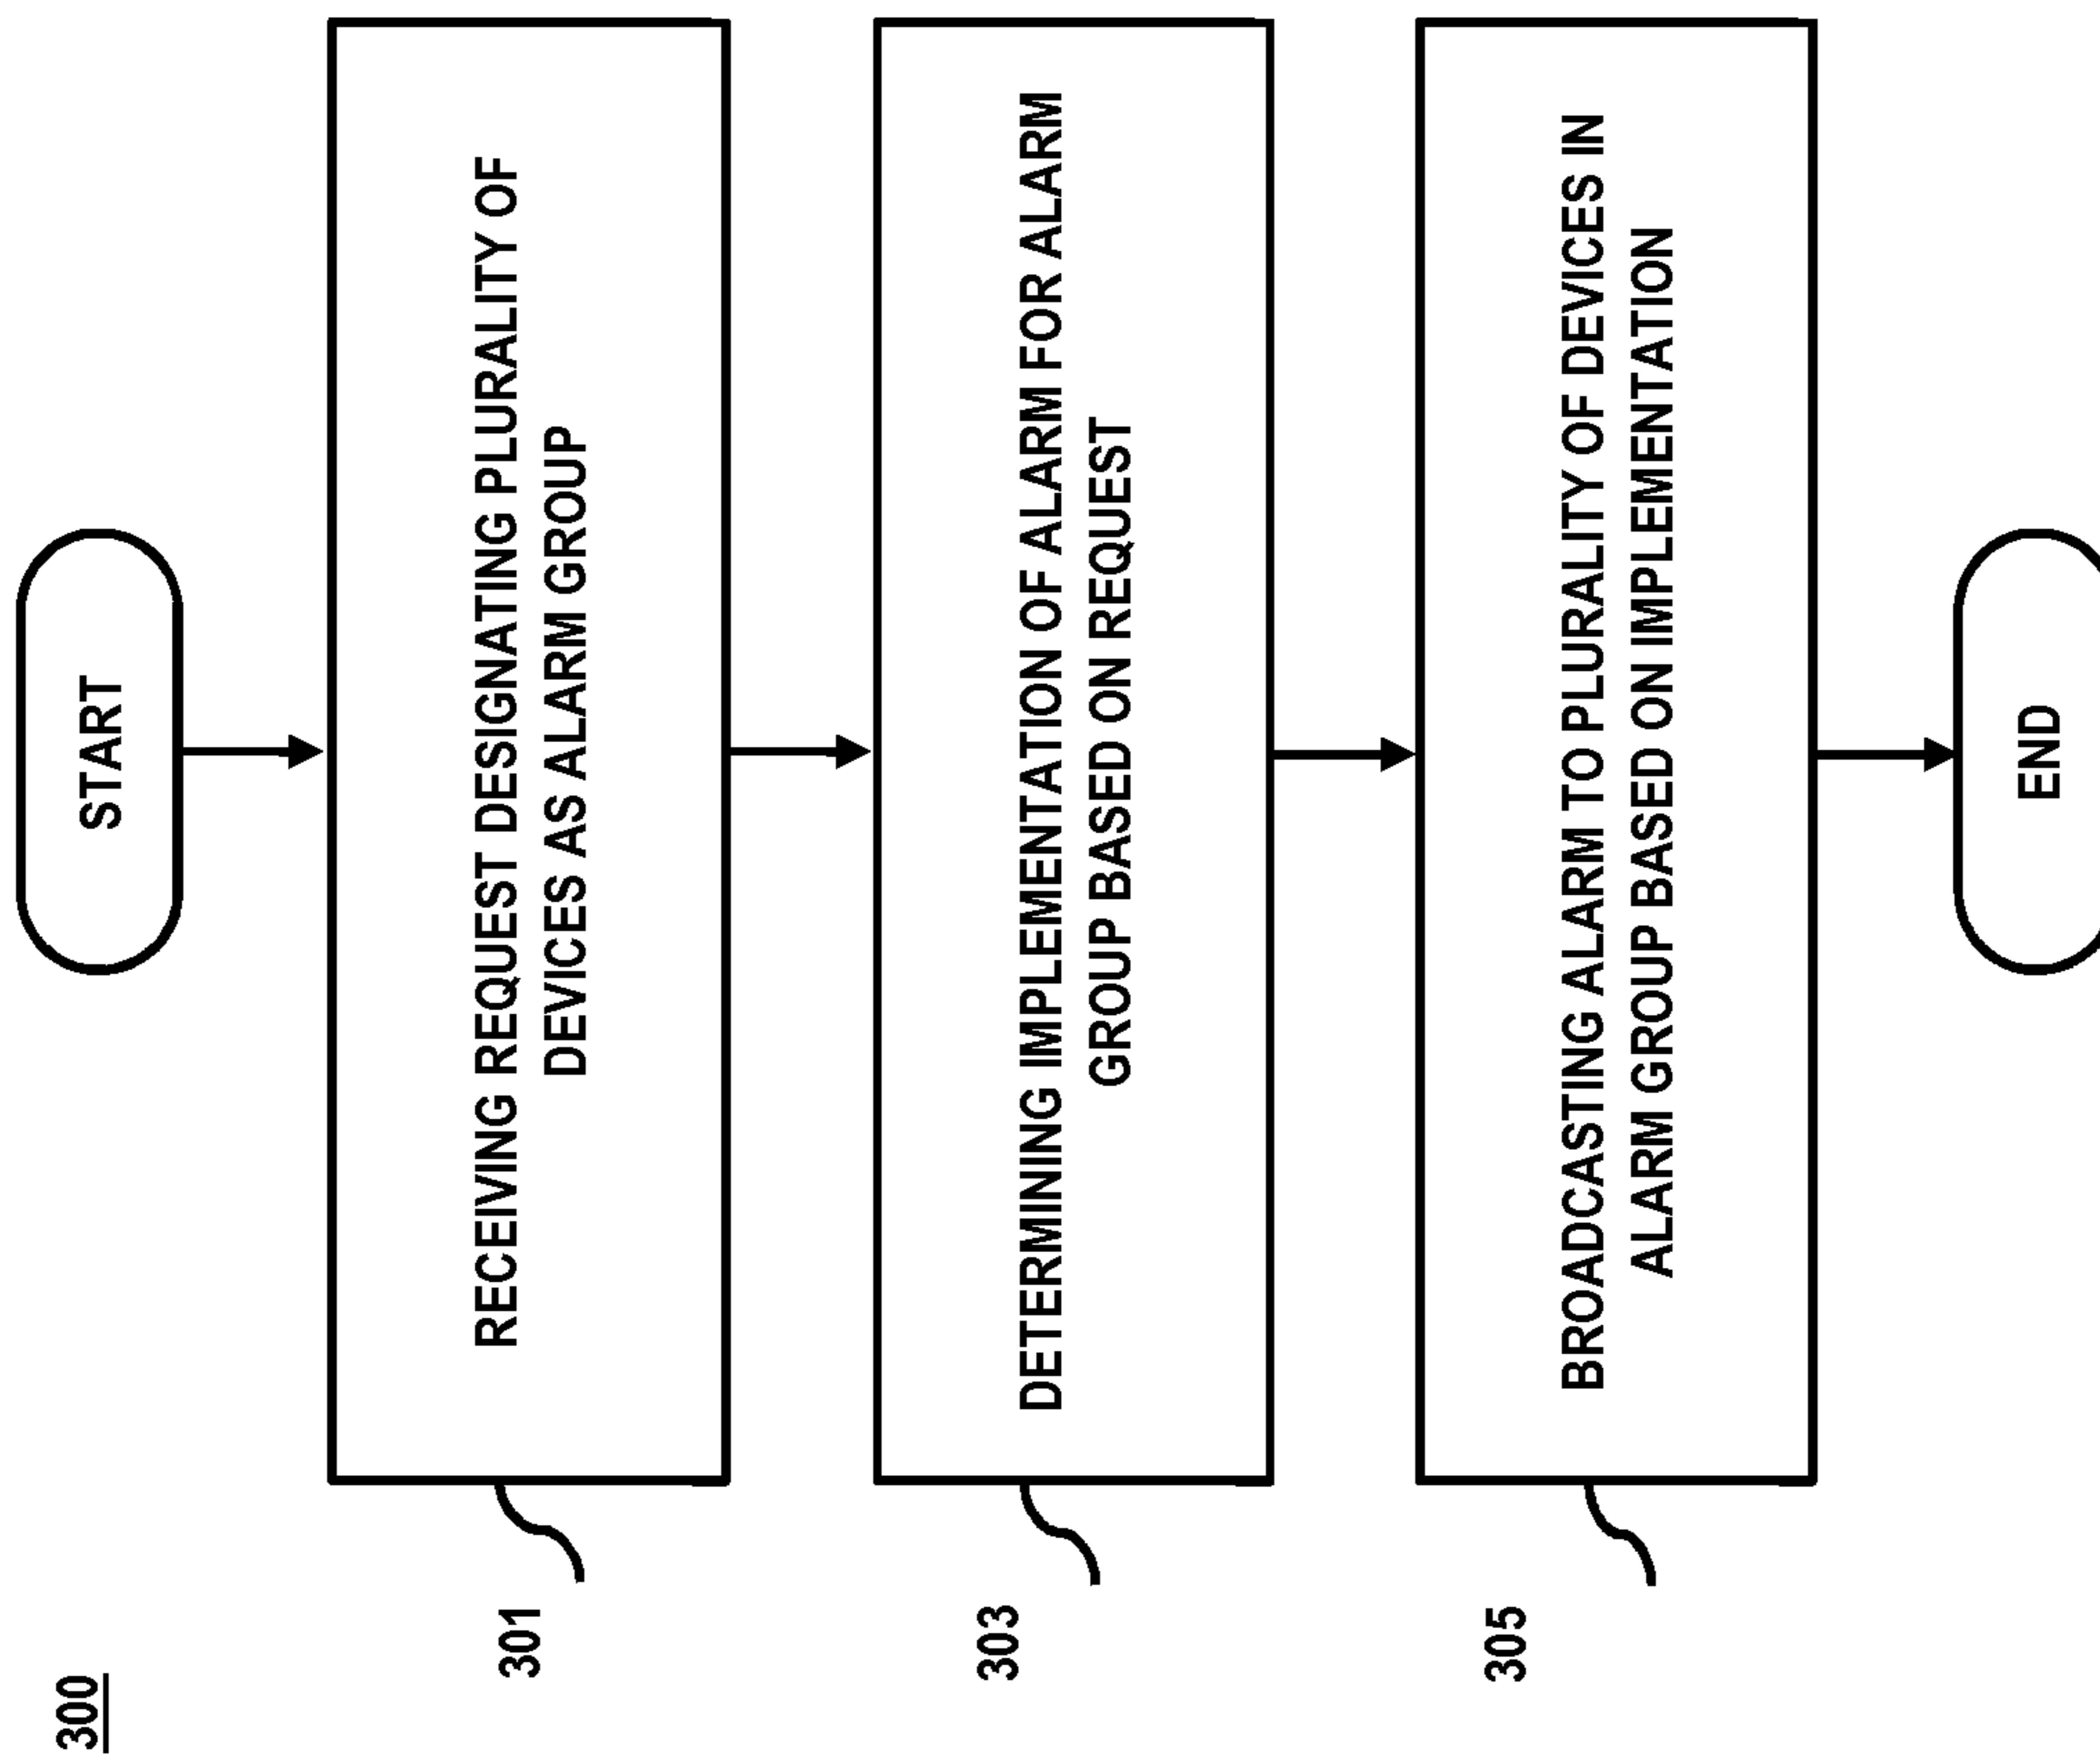 300
START
301
RECEIVING REQUEST DESIGNATING PLURALITY OF
DEVICES AS ALARM GROUP
303
DETERMINING IMPLEMENTATION OF ALARM FOR ALARM
GROUP BASED ON REQUEST
305
BROADCASTING ALARM TO PLURALITY OF DEVICES IN
ALARM GROUP BASED ON IMPLEMENTATION
END